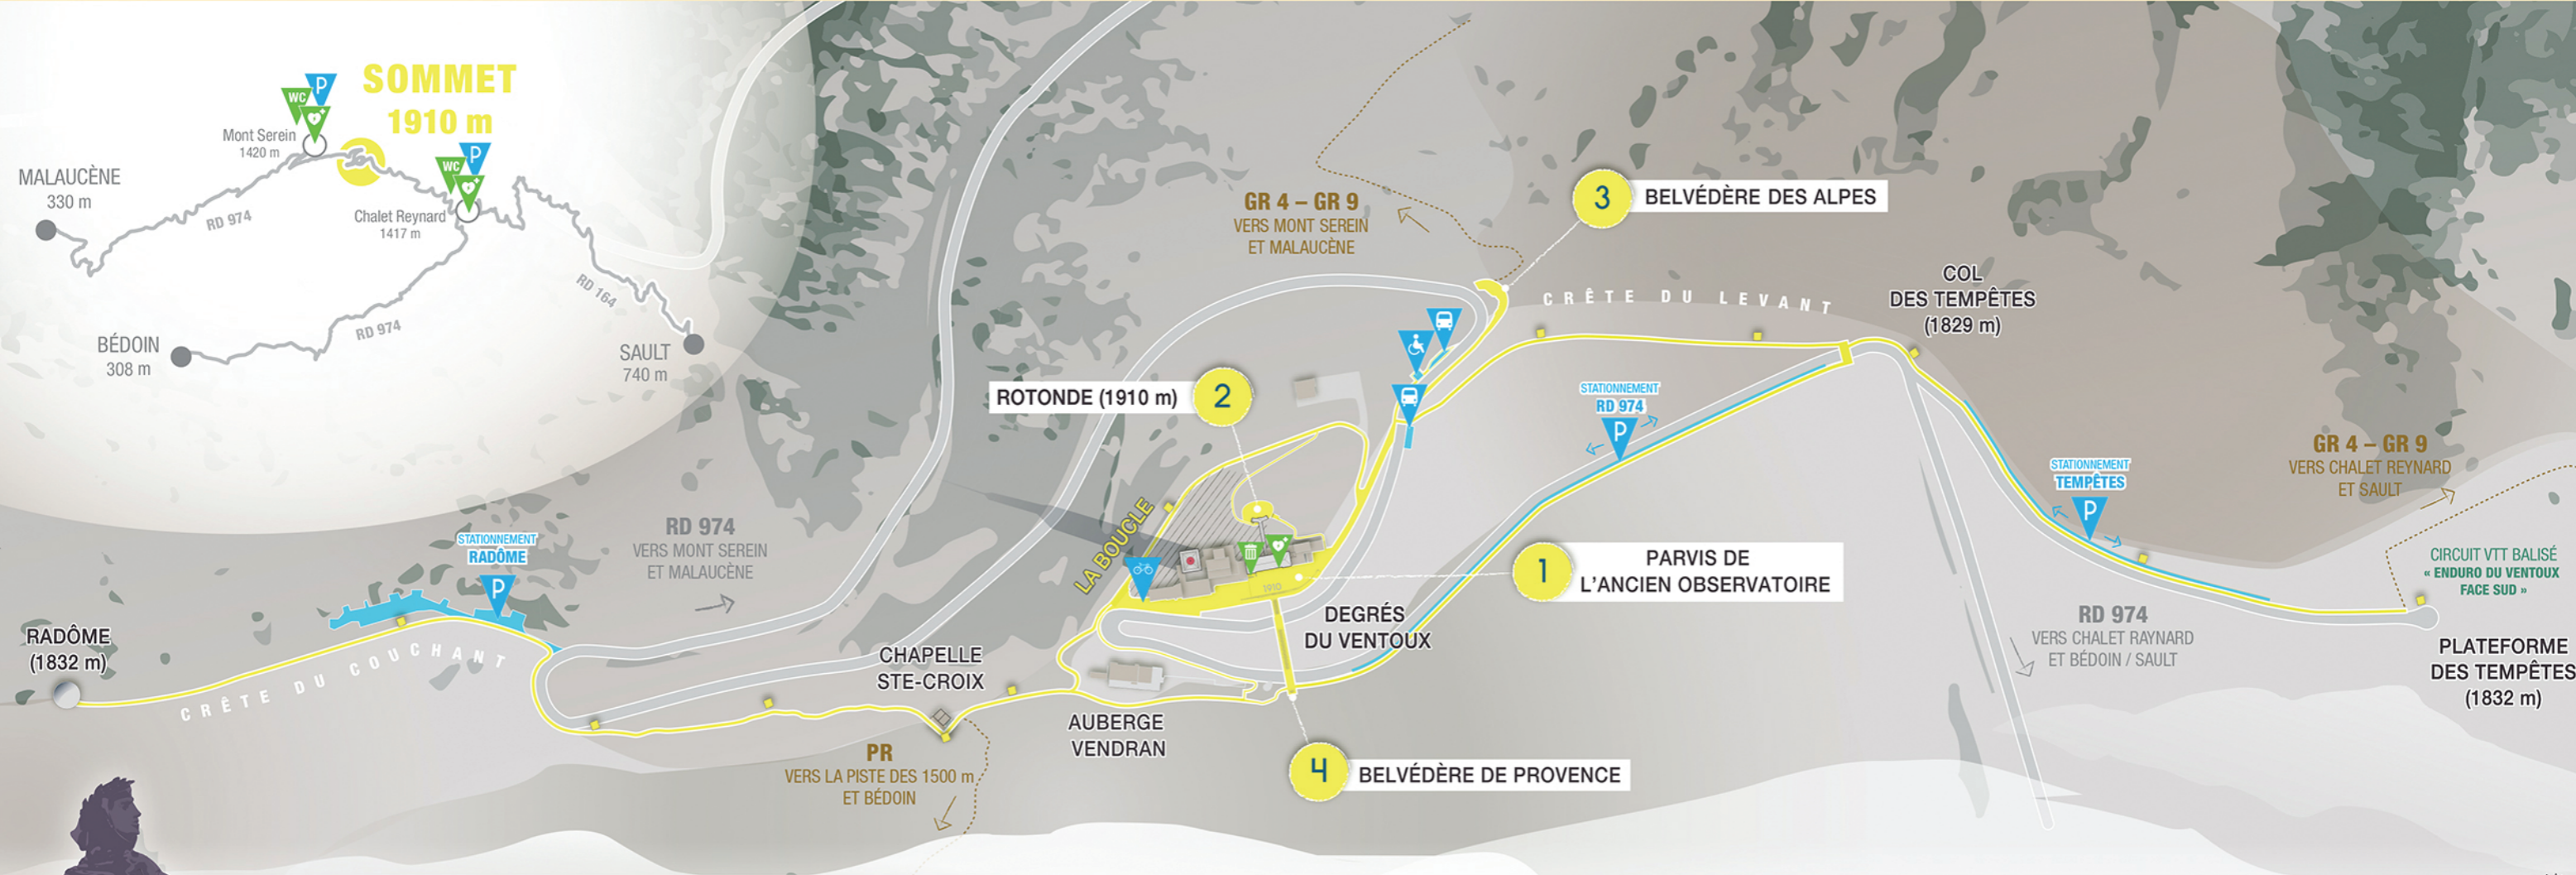 SOMMET
1910 m
WC
P
Mont Serein
1420 m
WC
P
Chalet Reynard
1417 m
MALAUCÈNE
330 m
RD 974
BÉDOIN
308 m
RD 974
RD 164
SAULT
740 m
GR 4 – GR 9
VERS MONT SEREIN
ET MALAUCÈNE
3
BELVÉDÈRE DES ALPES
CRÊTE DU LEVANT
COL
DES TEMPÊTES
(1829 m)
ROTONDE (1910 m)
2
STATIONNEMENT
RD 974
P
STATIONNEMENT
TEMPÊTES
P
GR 4 – GR 9
VERS CHALET REYNARD
ET SAULT
CIRCUIT VTT BALISÉ
« ENDURO DU VENTOUX
FACE SUD »
RD 974
VERS MONT SEREIN
ET MALAUCÈNE
STATIONNEMENT
RADÔME
P
RADÔME
(1832 m)
CRÊTE DU COUCHANT
LA BOUCLE
1910
1
PARVIS DE
L'ANCIEN OBSERVATOIRE
DEGRÉS
DU VENTOUX
CHAPELLE
STE-CROIX
AUBERGE
VENDRAN
PR
VERS LA PISTE DES 1500 m
ET BÉDOIN
4
BELVÉDÈRE DE PROVENCE
RD 974
VERS CHALET RAYNARD
ET BÉDOIN / SAULT
PLATEFORME
DES TEMPÊTES
(1832 m)